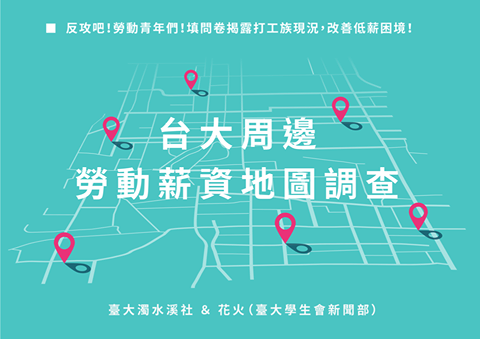 ■ 反攻吧!勞動青年們!填問卷揭露打工族現況,改善低薪困境!
台大周邊
勞動薪資地圖調查
臺大濁水溪社 & 花火(臺大學生會新聞部)